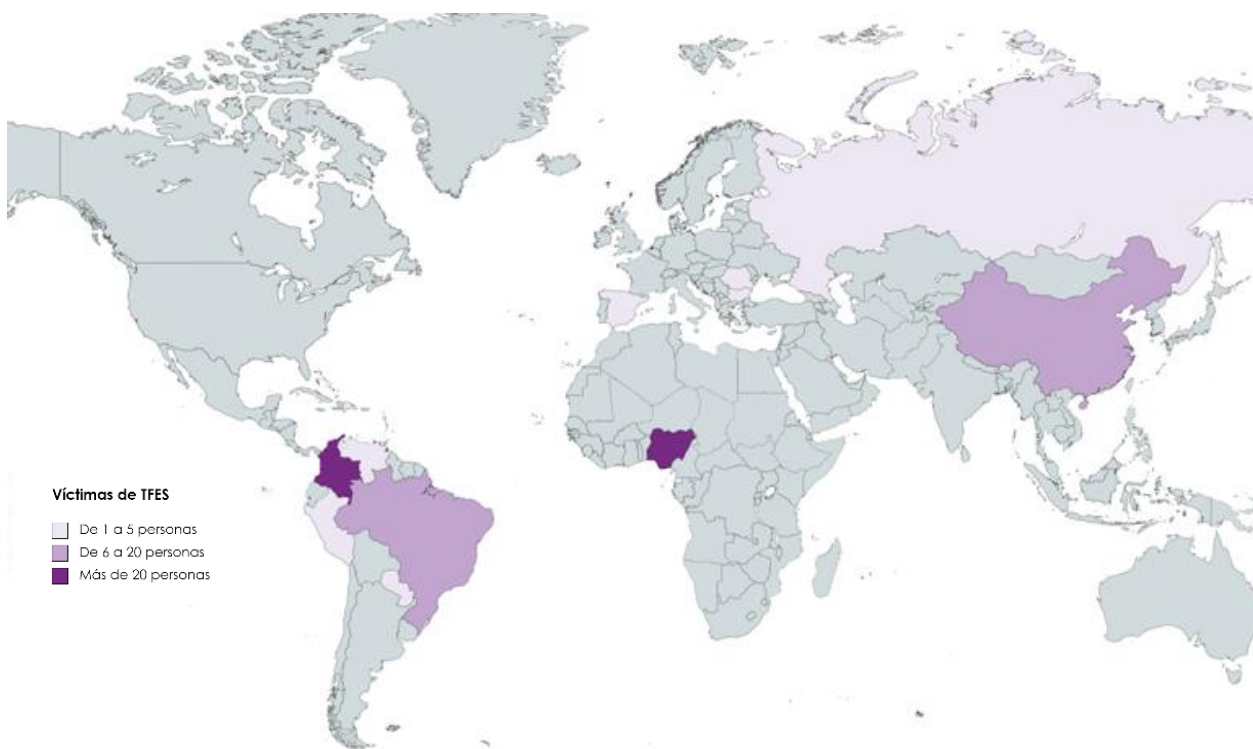 Víctimas de TFES
De 1 a 5 personas
De 6 a 20 personas
Más de 20 personas